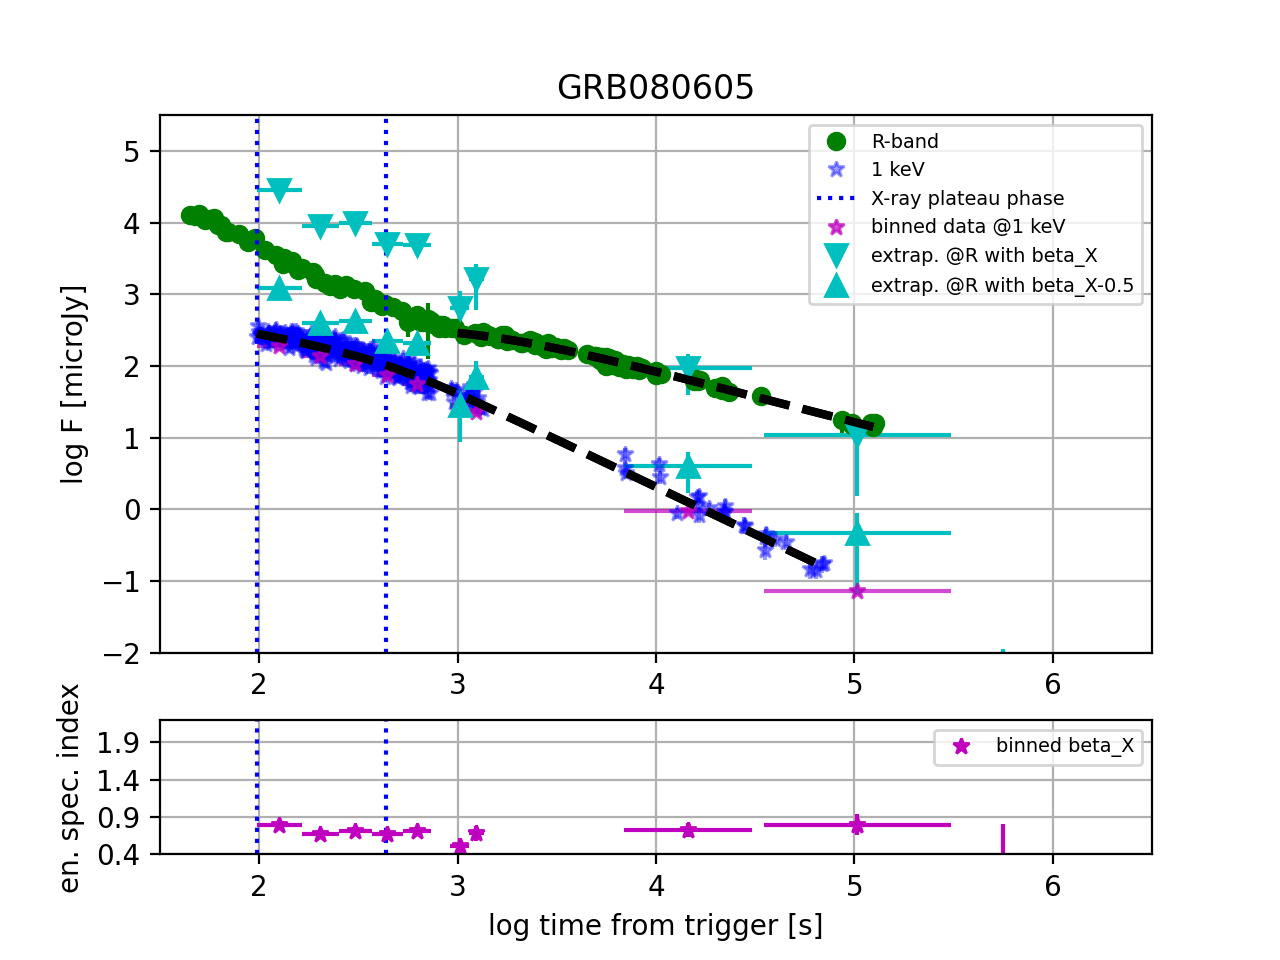 GRB080605
5
4
3
2
1
0
−1
−2
log F [microJy]
R-band
1 keV
X-ray plateau phase
binned data @1 keV
extrap. @R with beta_X
extrap. @R with beta_X-0.5
2 3 4 5 6
1.9
1.4
0.9
0.4
en. spec. index
binned beta_X
2 3 4 5 6
log time from trigger [s]